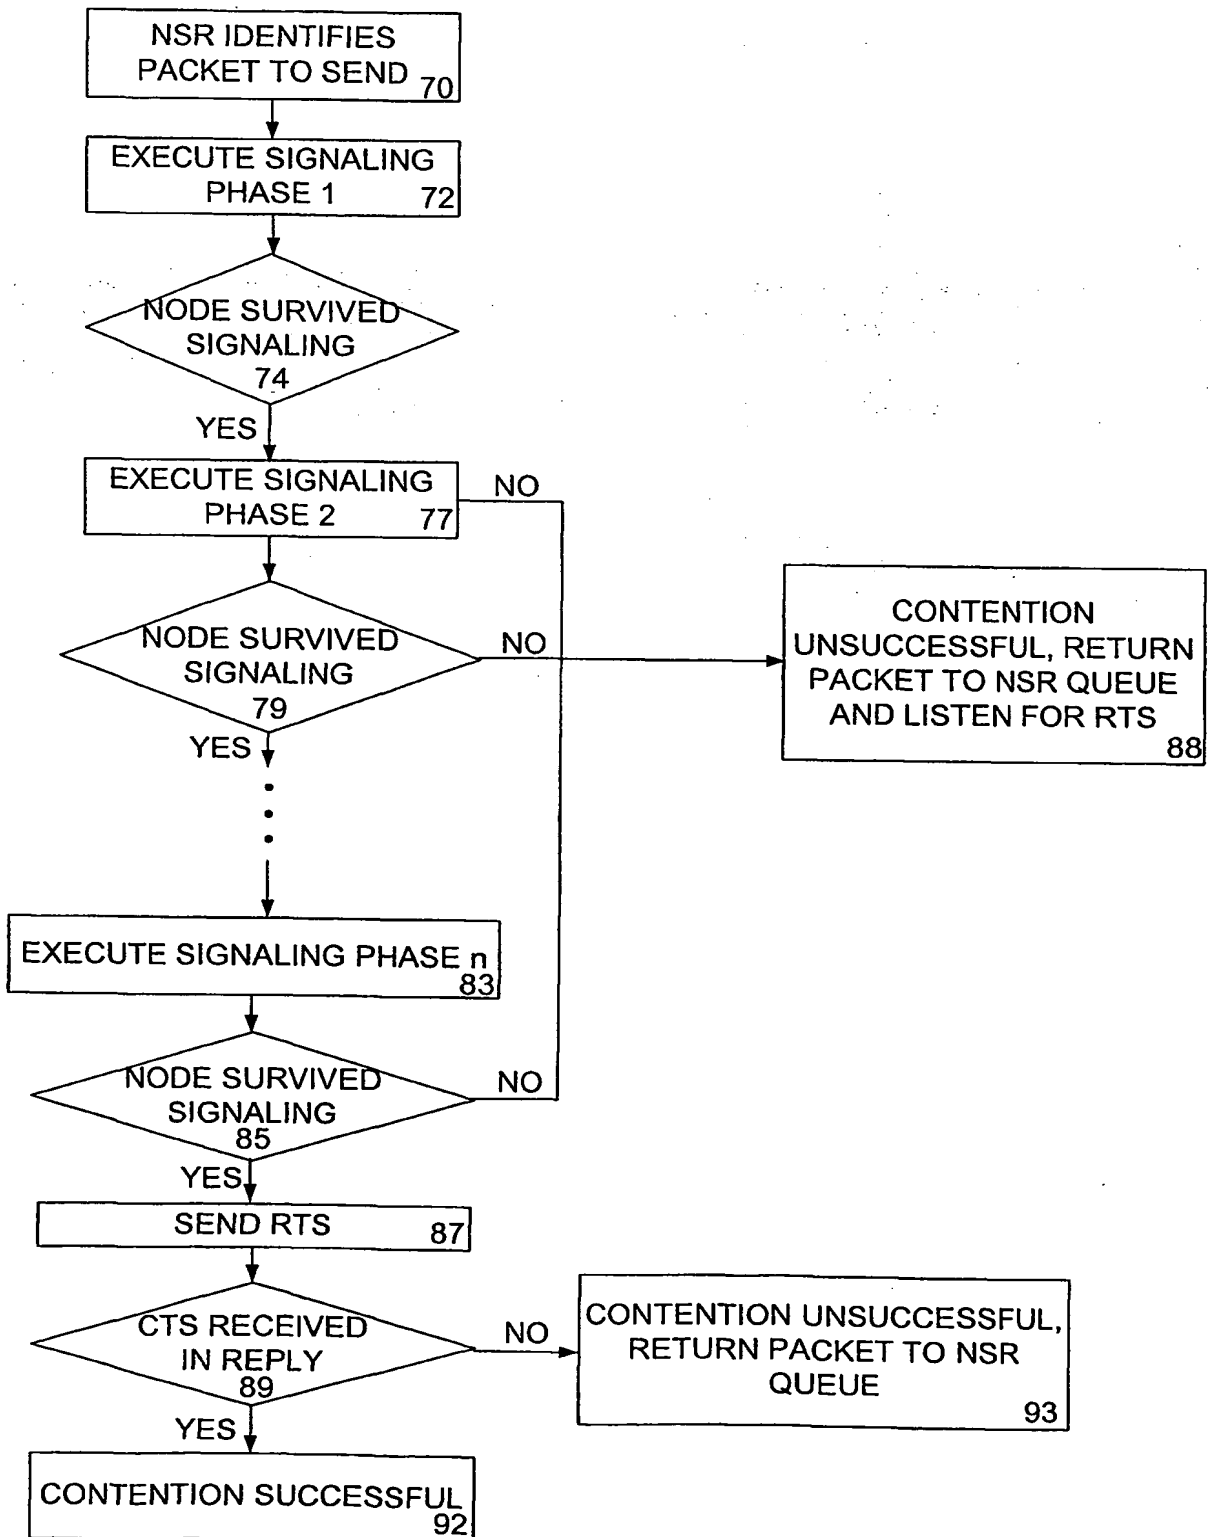 NSR IDENTIFIES
PACKET TO SEND
70
EXECUTE SIGNALING
PHASE 1
72
NODE SURVIVED
SIGNALING
74
YES
EXECUTE SIGNALING
PHASE 2
77
NO
NODE SURVIVED
SIGNALING
79
NO
YES
CONTENTION
UNSUCCESSFUL, RETURN
PACKET TO NSR QUEUE
AND LISTEN FOR RTS
88
EXECUTE SIGNALING PHASE n
83
NODE SURVIVED
SIGNALING
85
NO
YES
SEND RTS
87
CTS RECEIVED
IN REPLY
89
NO
CONTENTION UNSUCCESSFUL,
RETURN PACKET TO NSR
QUEUE
93
YES
CONTENTION SUCCESSFUL
92